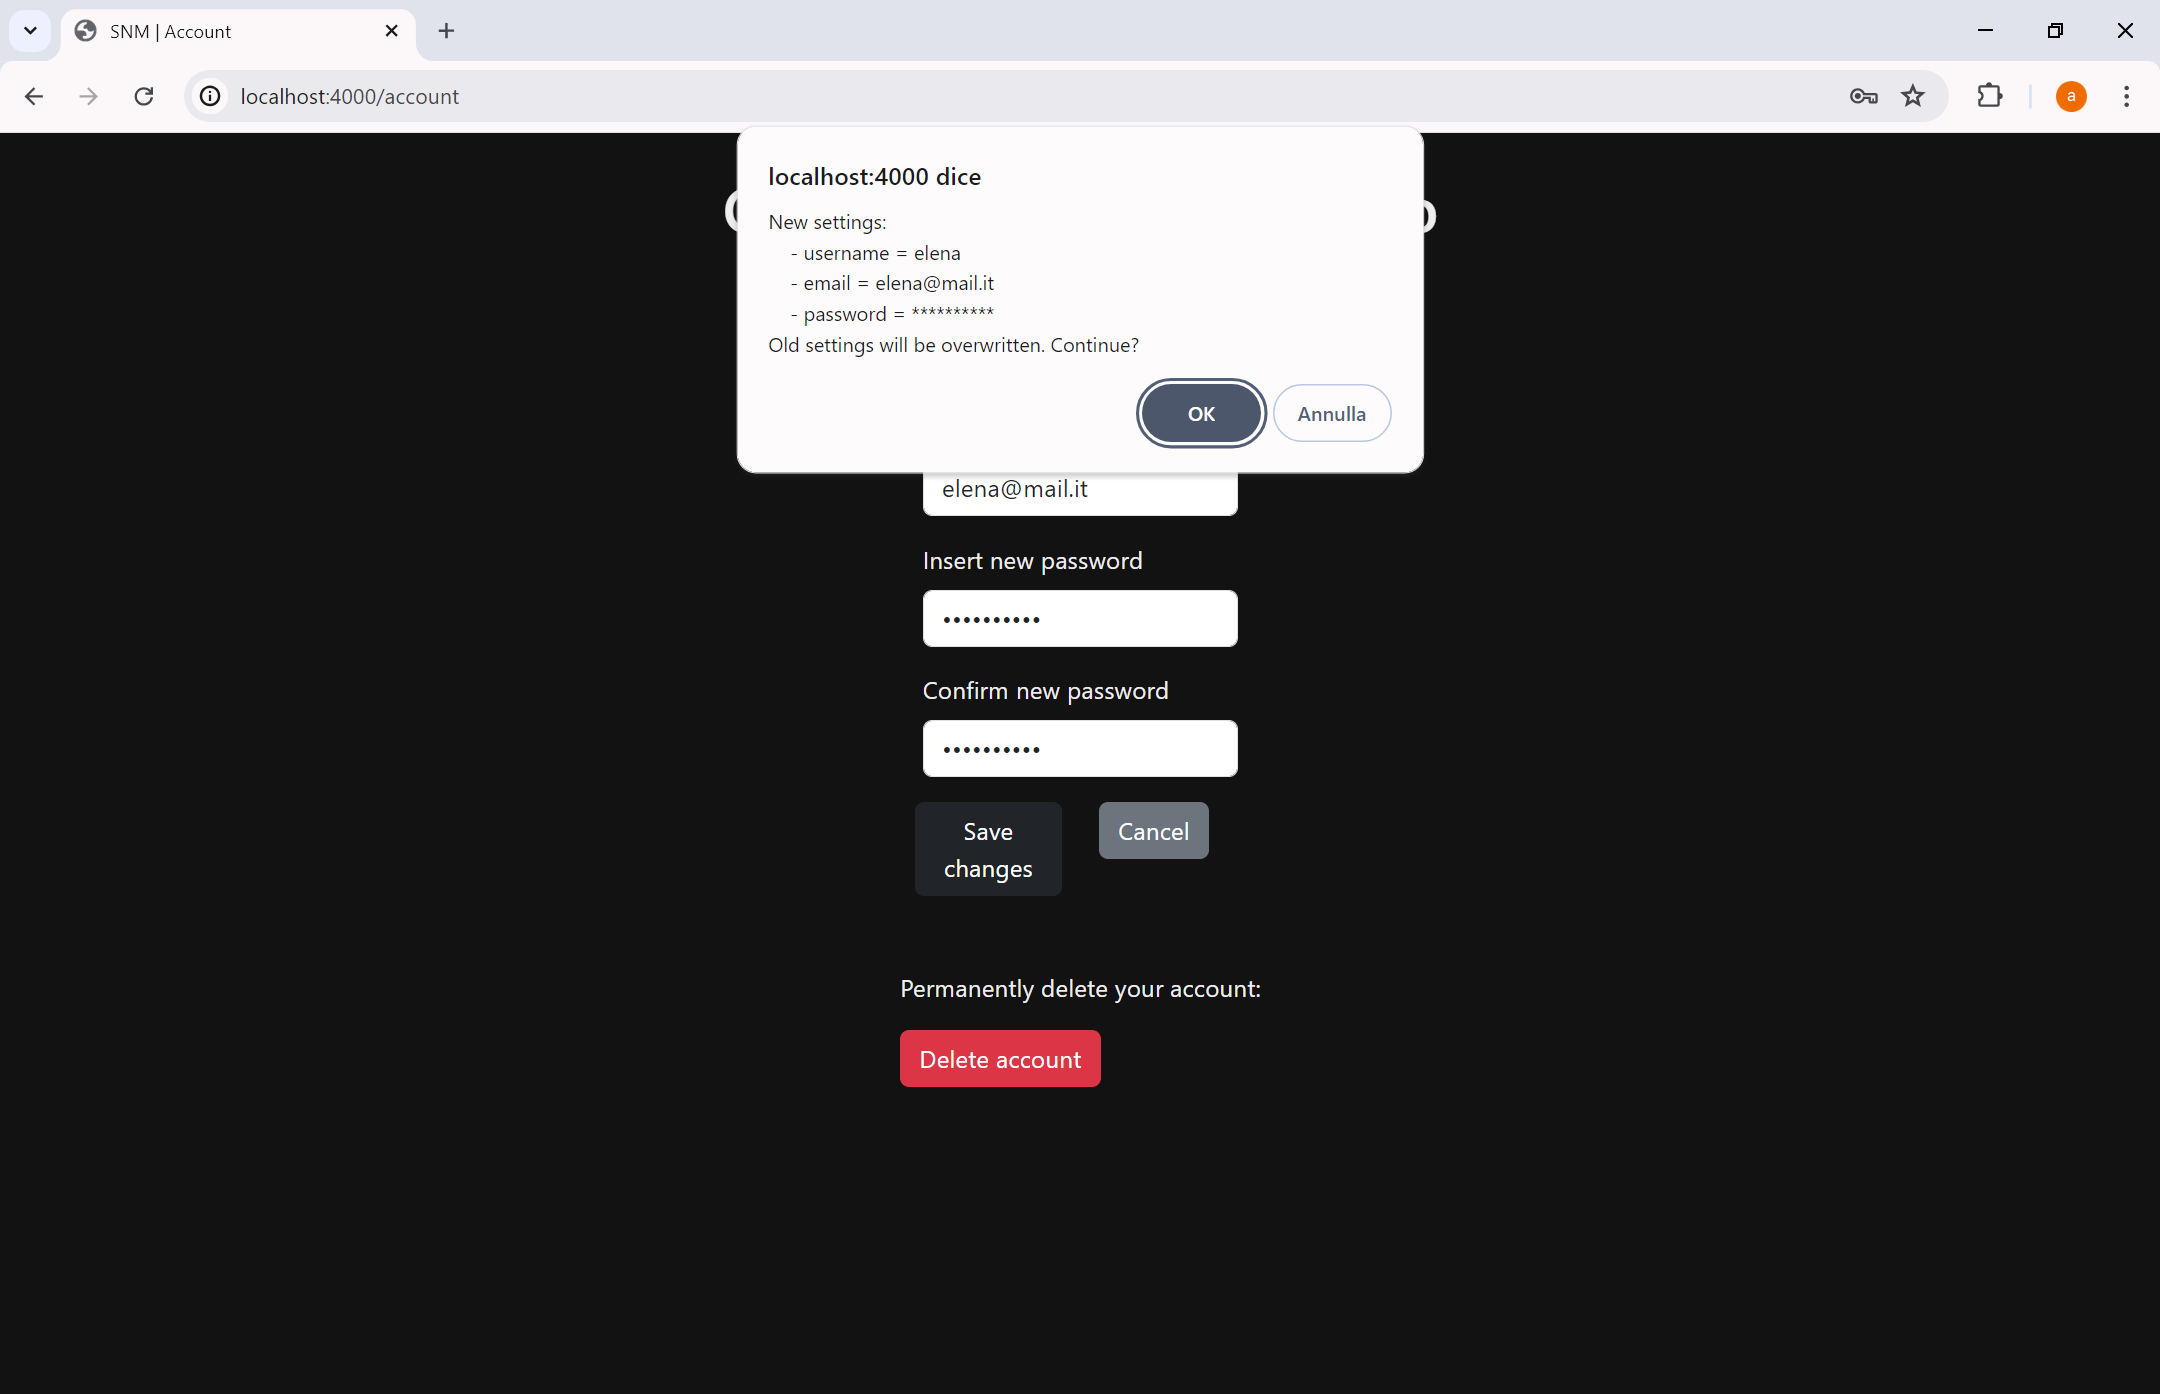 SNM | Account
localhost:4000/account
a
localhost:4000 dice
New settings:
- username = elena
- email = elena@mail.it
- password = **********
Old settings will be overwritten. Continue?
OK
Annulla
elena@mail.it
Insert new password
••••••••••
Confirm new password
••••••••••
Save
changes
Cancel
Permanently delete your account:
Delete account